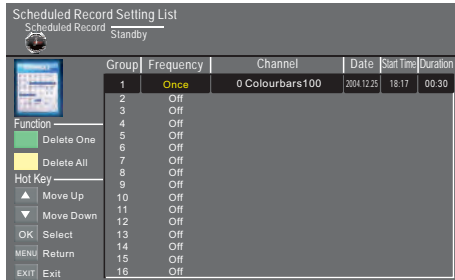 Scheduled Record Setting List
Scheduled Record
Standby
Group Frequency Channel Date Start Time Duration
1 Once 0 Colourbars100 2004.12.25 18:17 00:30
2 Off
3 Off
4 Off
5 Off
6 Off
7 Off
8 Off
9 Off
10 Off
11 Off
12 Off
13 Off
14 Off
15 Off
16 Off
Function
Delete One
Delete All
Hot Key
Move Up
Move Down
OK Select
MENU Return
EXIT Exit